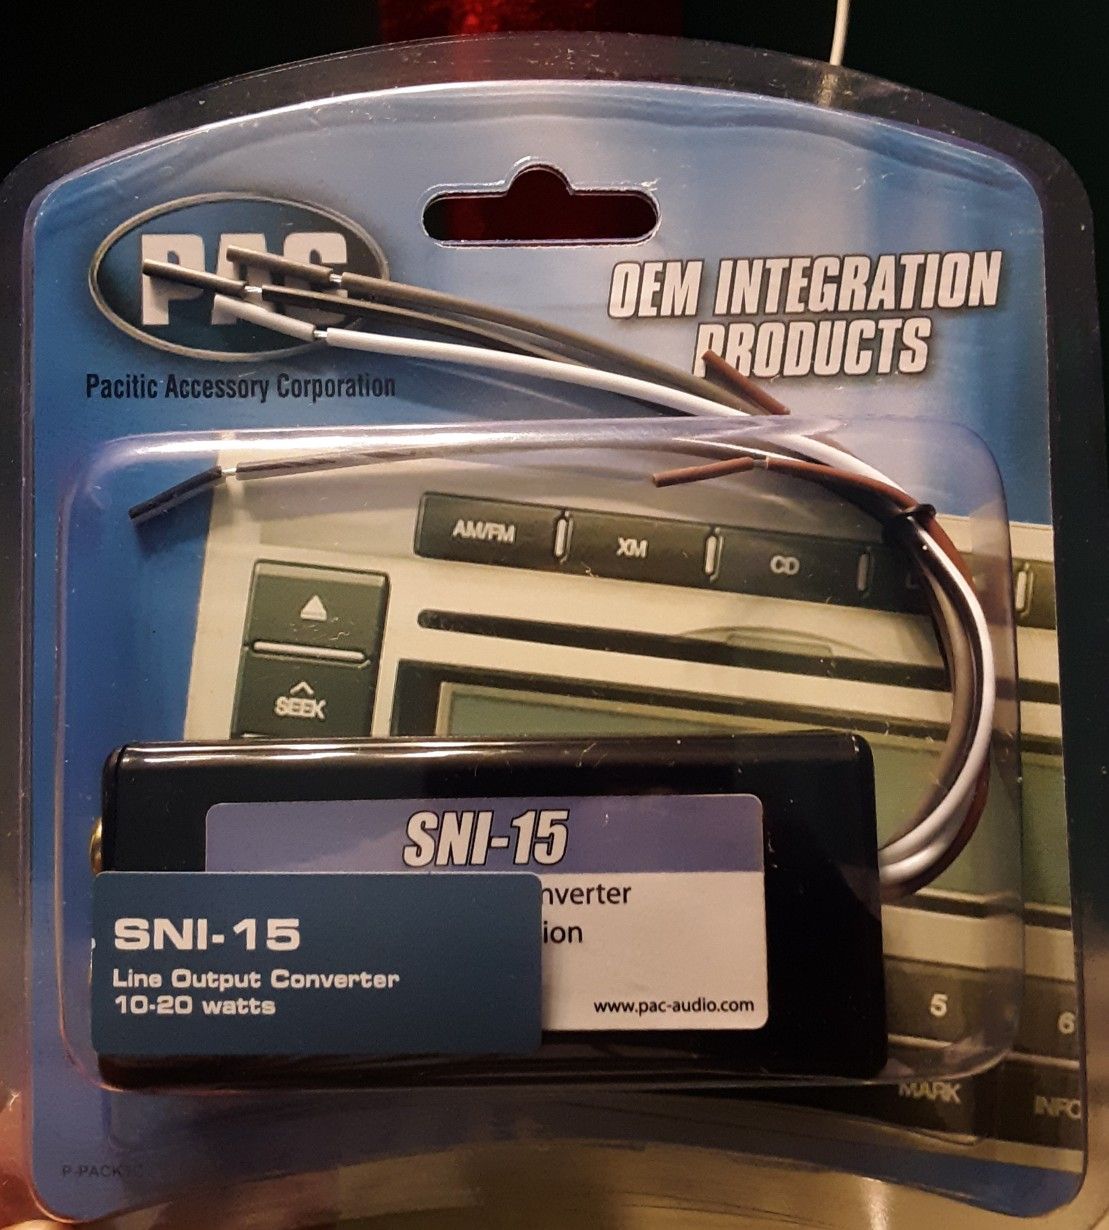 PAC
Pacitic Accessory Corporation
OEM INTEGRATION
PRODUCTS
AM/FM
XM
CD
SEEK
SNI-15
nverter
ion
www.pac-audio.com
SNI-15
Line Output Converter
10-20 watts
5
6
MARK
INFO